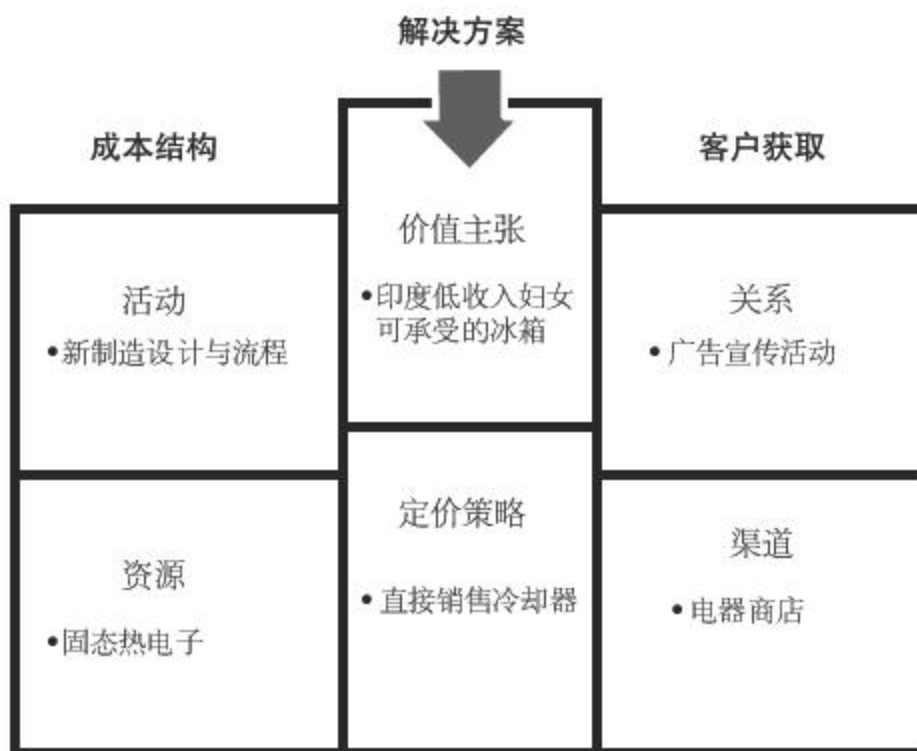 解决方案
成本结构
客户获取
价值主张
•印度低收入妇女
可承受的冰箱
活动
•新制造设计与流程
关系
•广告宣传活动
定价策略
•直接销售冷却器
资源
•固态热电子
渠道
•电器商店